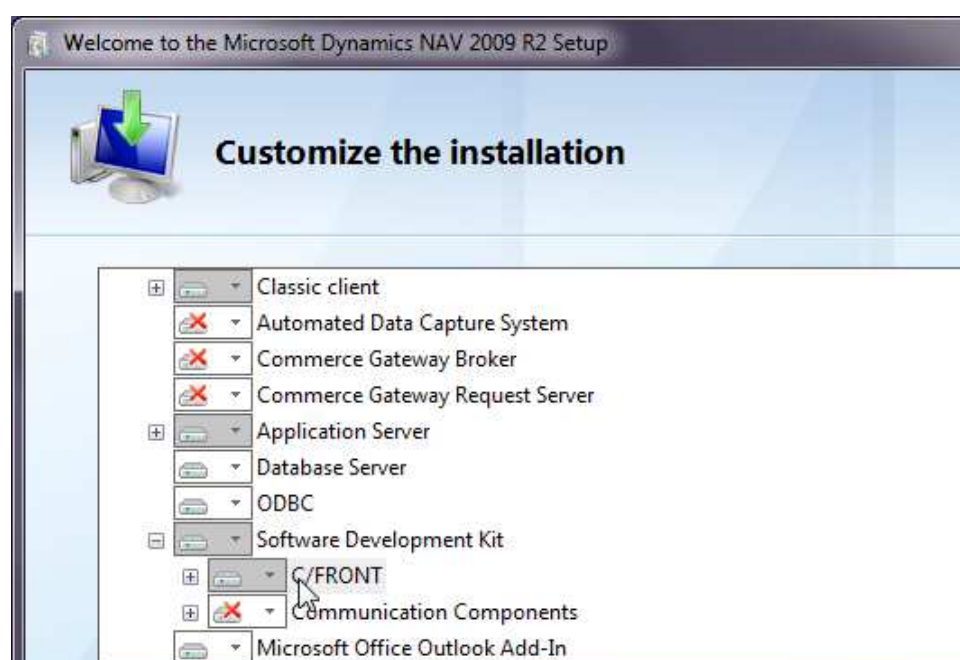 Welcome to the Microsoft Dynamics NAV 2009 R2 Setup
Customize the installation
Classic client
Automated Data Capture System
Commerce Gateway Broker
Commerce Gateway Request Server
Application Server
Database Server
ODBC
Software Development Kit
C/FRONT
Communication Components
Microsoft Office Outlook Add-In